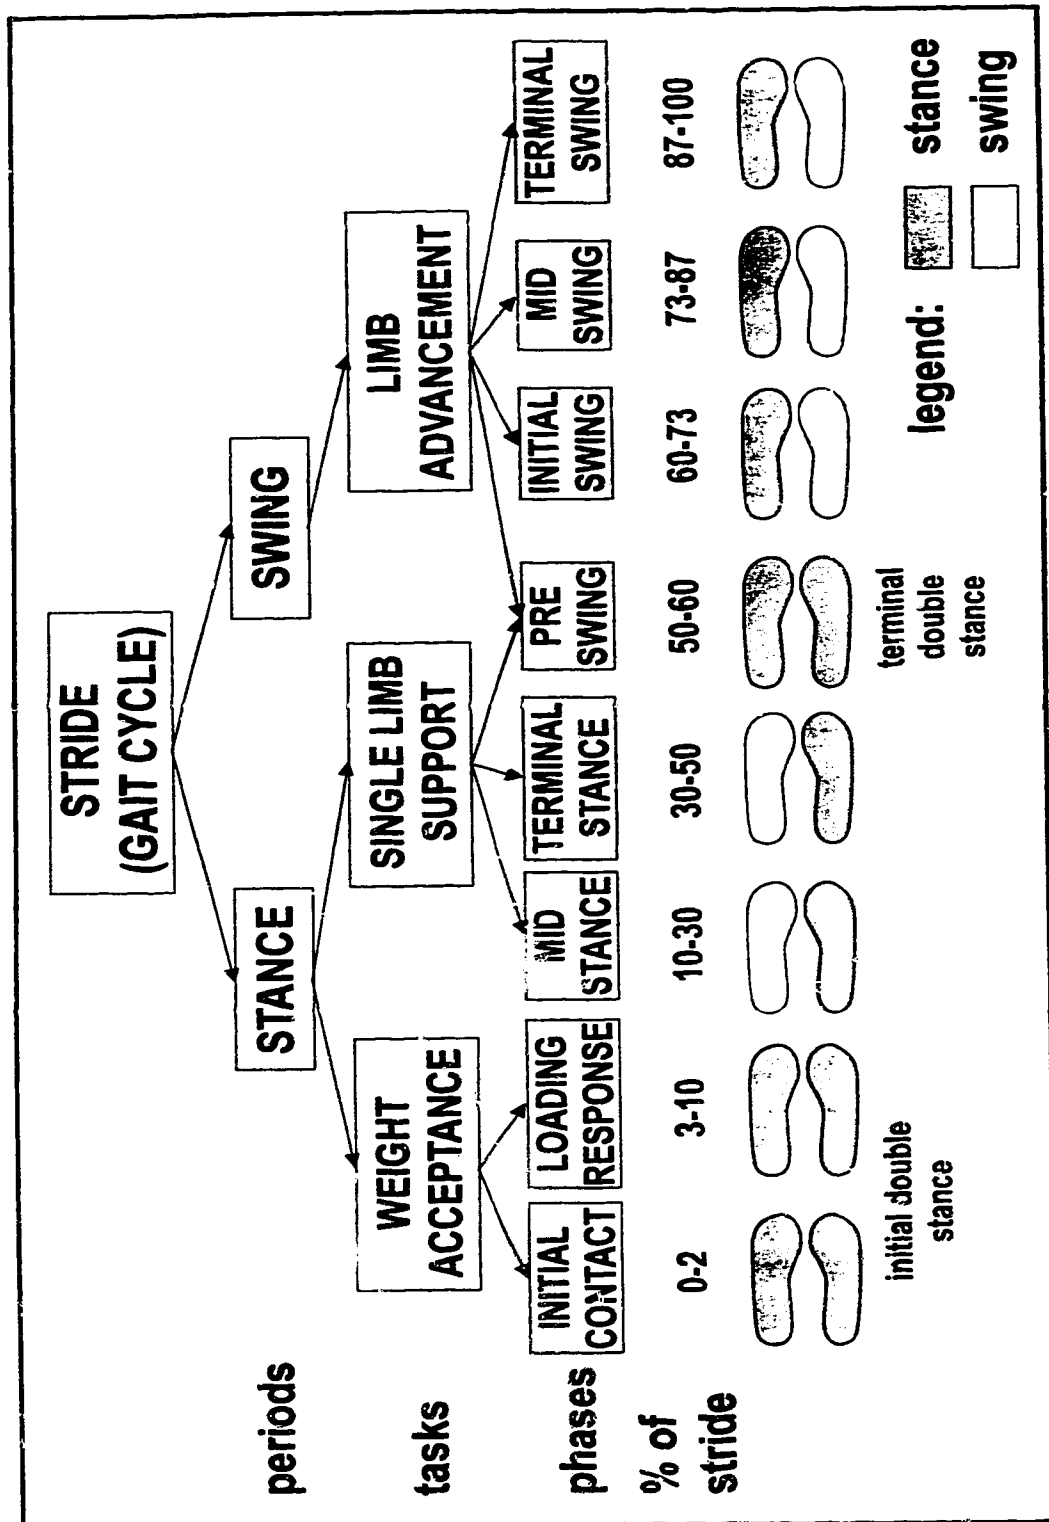 STRIDE
(GAIT CYCLE)
periods
STANCE
SWING
tasks
WEIGHT
ACCEPTANCE
SINGLE LIMB
SUPPORT
LIMB
ADVANCEMENT
phases
INITIAL
CONTACT
LOADING
RESPONSE
MID
STANCE
TERMINAL
STANCE
PRE
SWING
INITIAL
SWING
MID
SWING
TERMINAL
SWING
% of
stride
0-2
3-10
10-30
30-50
50-60
60-73
73-87
87-100
initial double
stance
terminal
double
stance
legend:
stance
swing